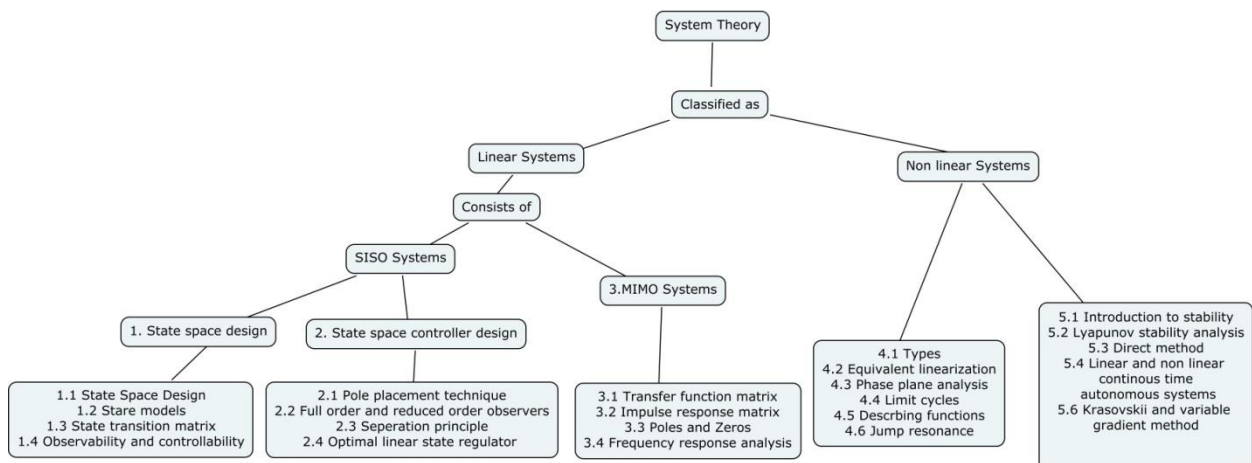 System Theory
Classified as
Linear Systems
Non linear Systems
Consists of
SISO Systems
3.MIMO Systems
1. State space design
2. State space controller design
1.1 State Space Design
1.2 Stare models
1.3 State transition matrix
1.4 Observability and controllability
2.1 Pole placement technique
2.2 Full order and reduced order observers
2.3 Seperation principle
2.4 Optimal linear state regulator
3.1 Transfer function matrix
3.2 Impulse response matrix
3.3 Poles and Zeros
3.4 Frequency response analysis
4.1 Types
4.2 Equivalent linearization
4.3 Phase plane analysis
4.4 Limit cycles
4.5 Descrbing functions
4.6 Jump resonance
5.1 Introduction to stability
5.2 Lyapunov stability analysis
5.3 Direct method
5.4 Linear and non linear
continous time
autonomous systems
5.6 Krasovskii and variable
gradient method